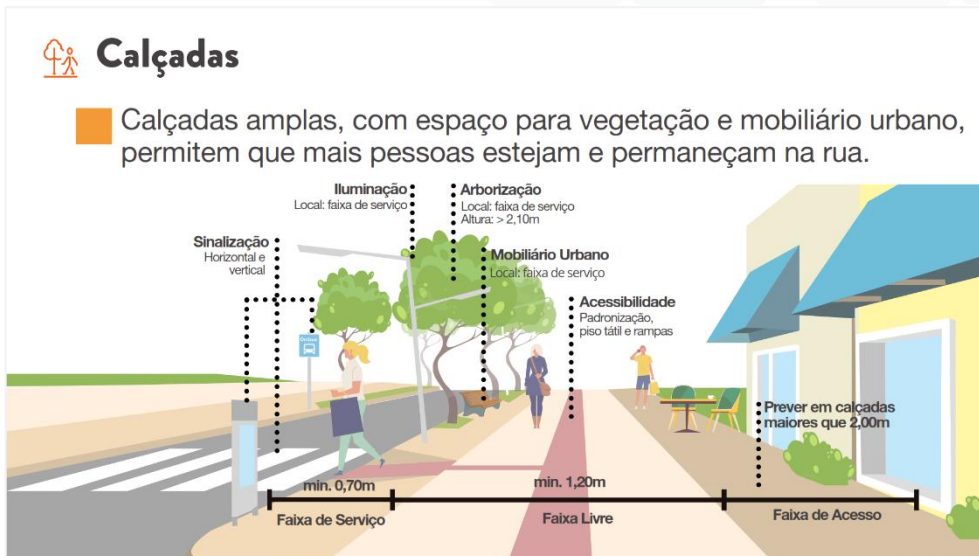 Calçadas
Calçadas amplas, com espaço para vegetação e mobiliário urbano,
permitem que mais pessoas estejam e permaneçam na rua.
Iluminação
Local: faixa de serviço
Arborização
Local: faixa de serviço
Altura: > 2,10m
Sinalização
Horizontal e
vertical
Mobiliário Urbano
Local: faixa de serviço
Acessibilidade
Padronização,
piso tátil e rampas
Ônibus
Prever em calçadas
maiores que 2,00m
min. 0,70m
min. 1,20m
Faixa de Serviço
Faixa Livre
Faixa de Acesso